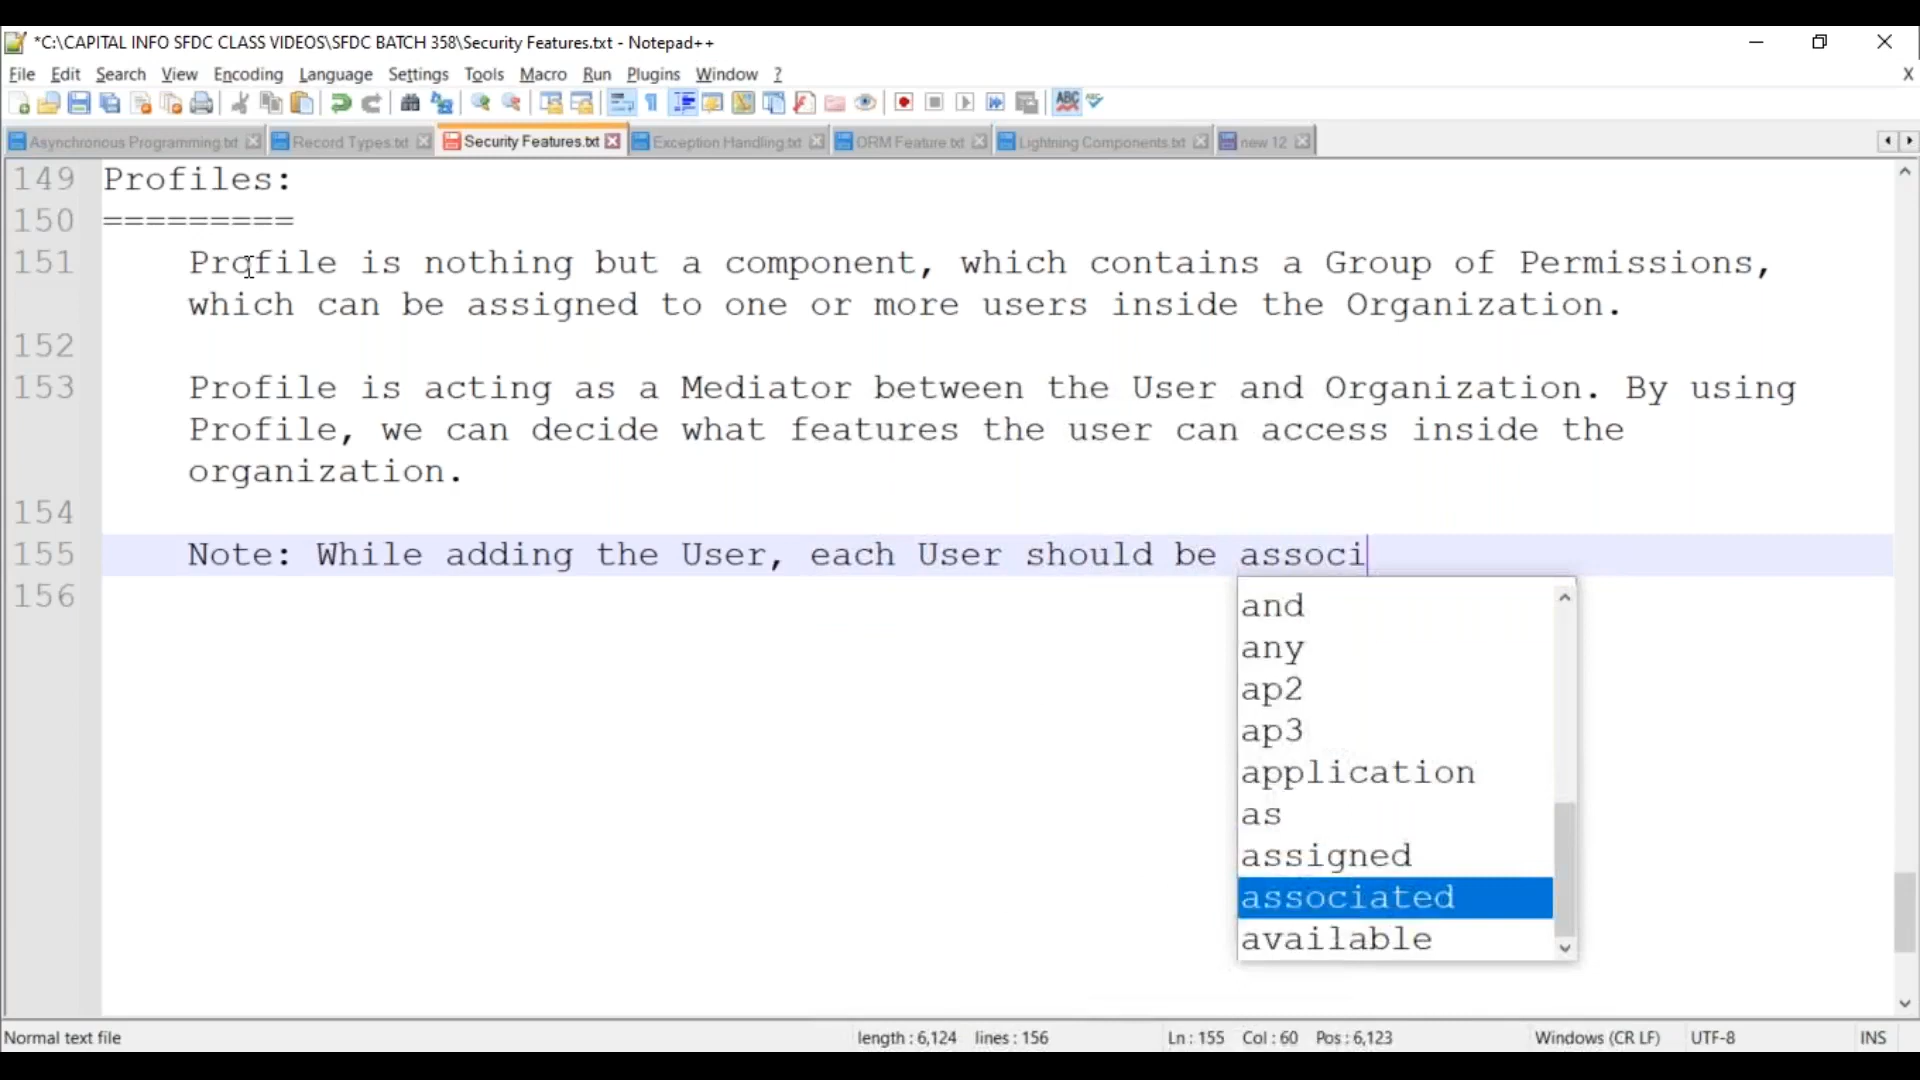 *C:\CAPITAL INFO SFDC CLASS VIDEOS\SFDC BATCH 358\Security Features.txt - Notepad++
File Edit Search View Encoding Language Settings Tools Macro Run Plugins Window ? X
Asynchronous Programming.txt Record Types.txt Security Features.txt Exception Handling.txt ORM Feature.txt Lightning Components.txt new 12
149 Profiles:
150 =========
151 Profile is nothing but a component, which contains a Group of Permissions,
which can be assigned to one or more users inside the Organization.
152
153 Profile is acting as a Mediator between the User and Organization. By using
Profile, we can decide what features the user can access inside the
organization.
154
155 Note: While adding the User, each User should be associ
156
and
any
ap2
ap3
application
as
assigned
associated
available
Normal text file length : 6,124 lines : 156 Ln : 155 Col : 60 Pos : 6,123 Windows (CR LF) UTF-8 INS